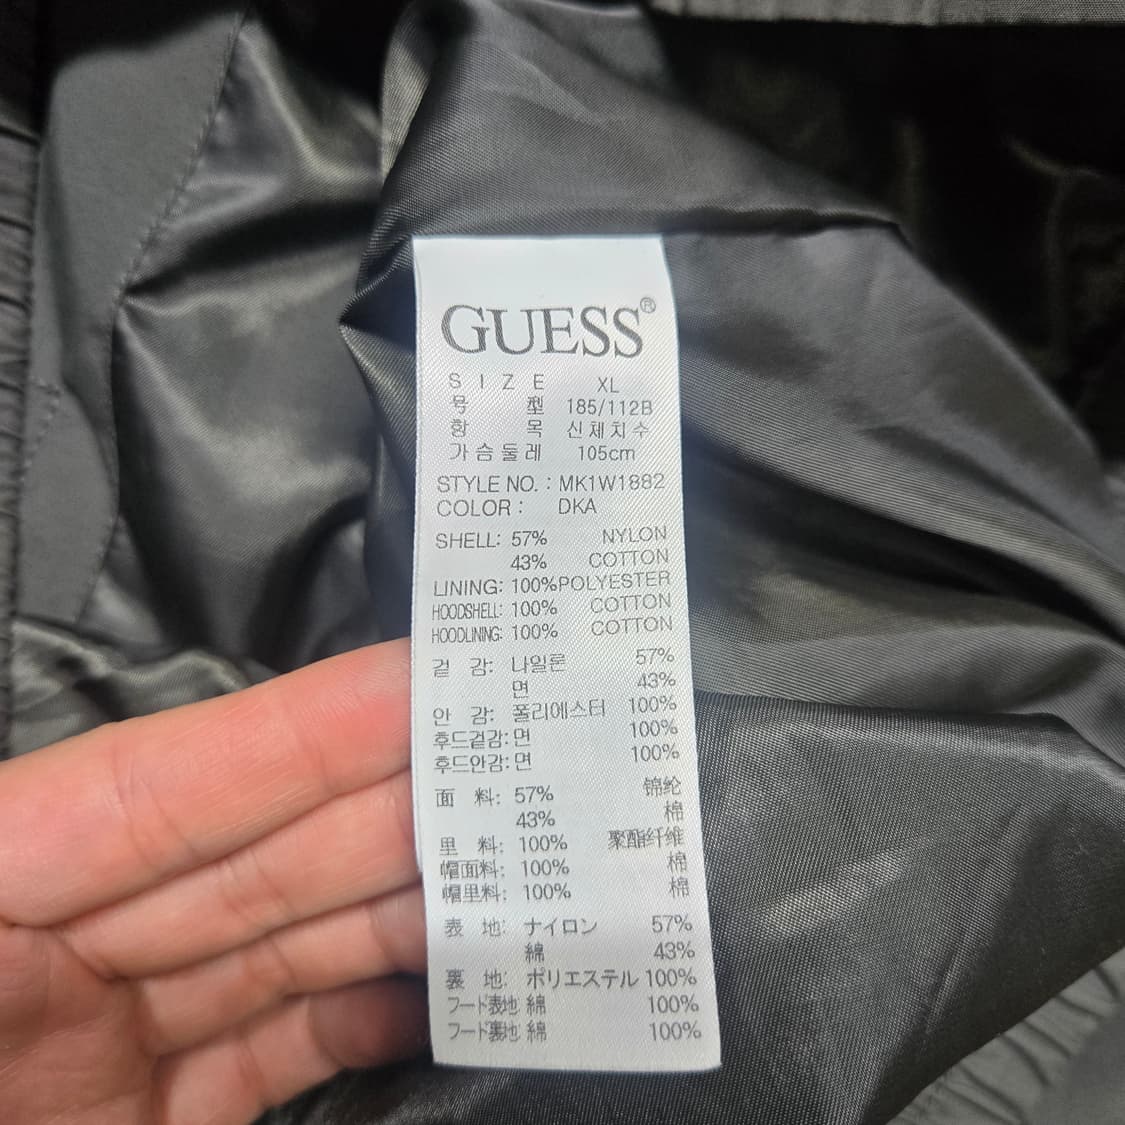 GUESS®
SIZE XL
号型 185/112B
항목 신체치수
가슴둘레 105cm
STYLE NO. : MK1W1882
COLOR : DKA
SHELL: 57% NYLON
43% COTTON
LINING: 100% POLYESTER
HOODSHELL: 100% COTTON
HOODLINING: 100% COTTON
겉감: 나일론 57%
면 43%
안감: 폴리에스터 100%
후드겉감: 면 100%
후드안감: 면 100%
面料: 57% 锦纶
43% 棉
里料: 100% 聚酯纤维
帽面料: 100% 棉
帽里料: 100% 棉
表地: ナイロン 57%
綿 43%
裏地: ポリエステル 100%
フード表地: 綿 100%
フード裏地: 綿 100%